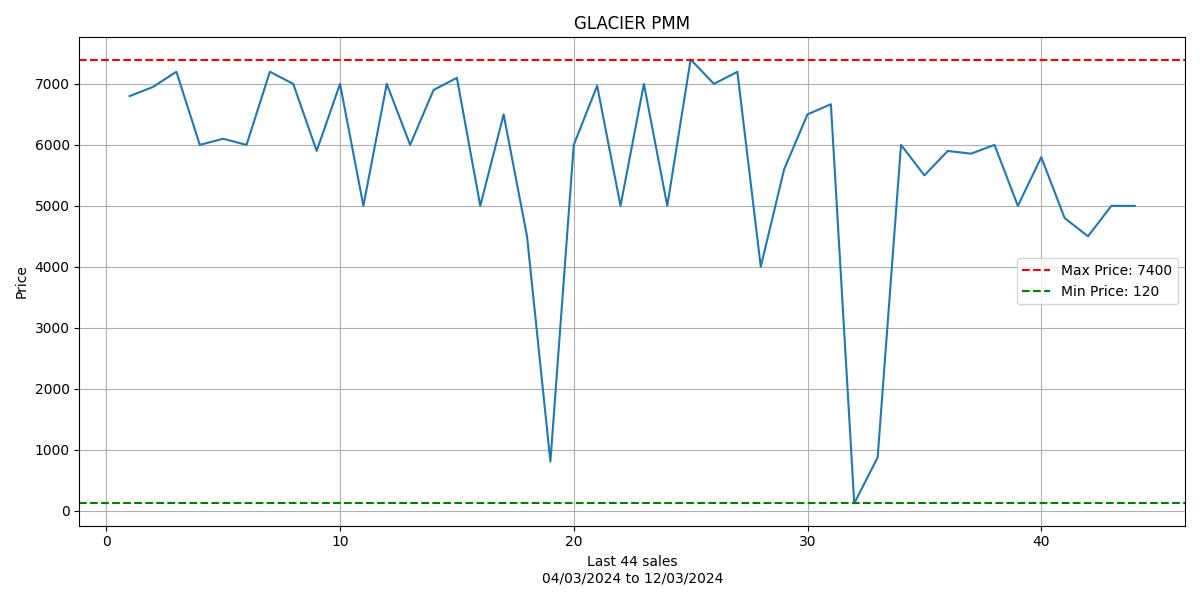 GLACIER PMM
Price
7000
6000
5000
4000
3000
2000
1000
0
Max Price: 7400
Min Price: 120
0 10 20 30 40
Last 44 sales
04/03/2024 to 12/03/2024